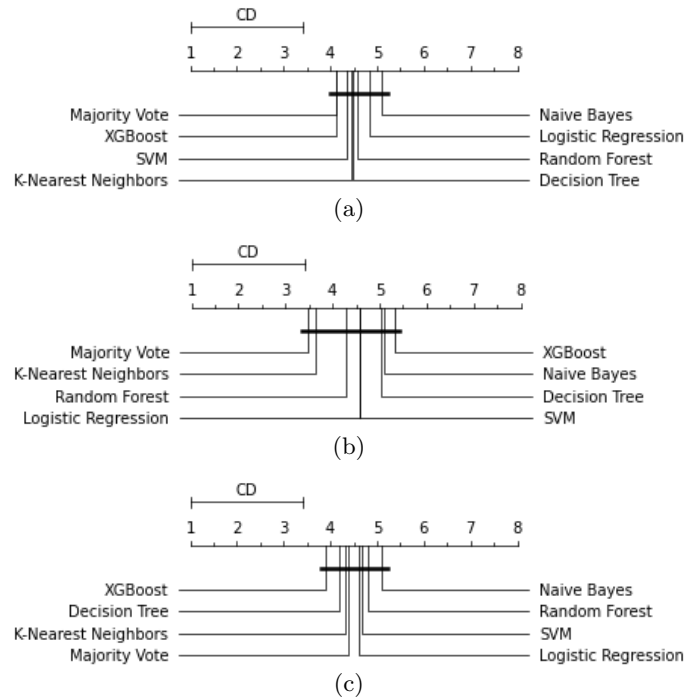 CD
1 2 3 4 5 6 7 8
Majority Vote Naive Bayes
XGBoost Logistic Regression
SVM Random Forest
K-Nearest Neighbors Decision Tree
(a)
CD
1 2 3 4 5 6 7 8
Majority Vote XGBoost
K-Nearest Neighbors Naive Bayes
Random Forest Decision Tree
Logistic Regression SVM
(b)
CD
1 2 3 4 5 6 7 8
XGBoost Naive Bayes
Decision Tree Random Forest
K-Nearest Neighbors SVM
Majority Vote Logistic Regression
(c)